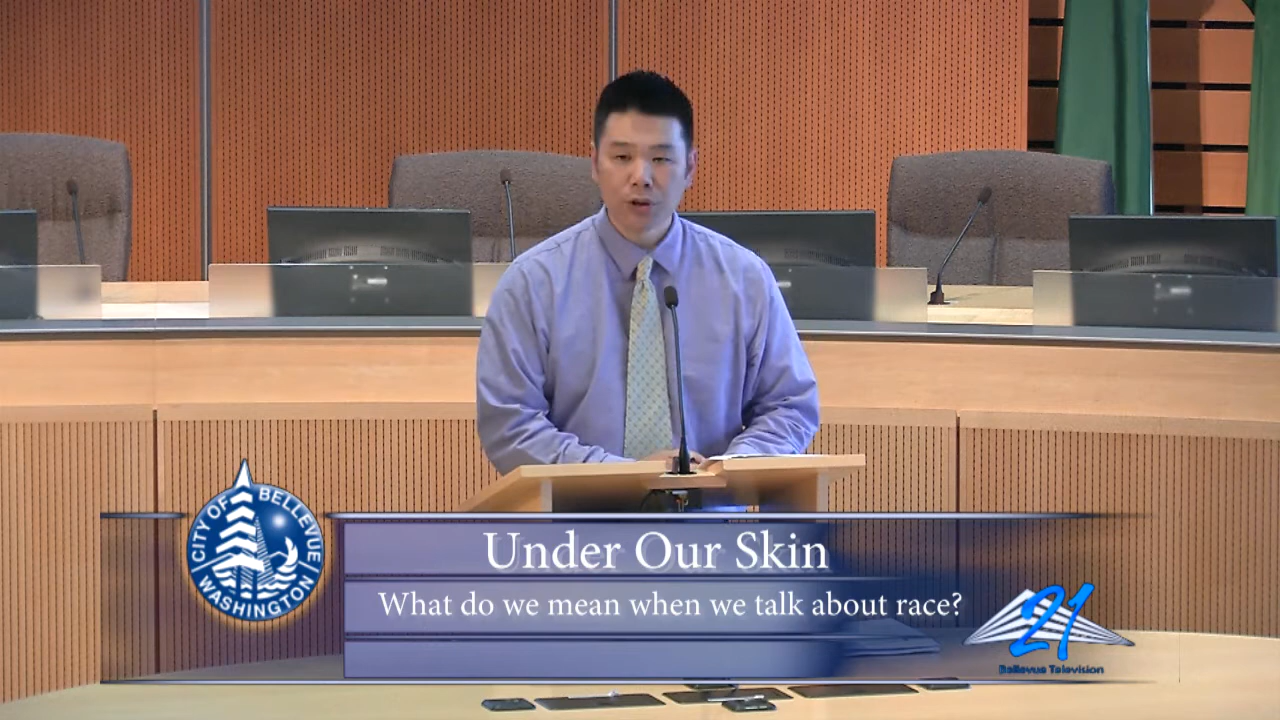 CITY OF BELLEVUE
WASHINGTON
Under Our Skin
What do we mean when we talk about race?
21
Bellevue Television